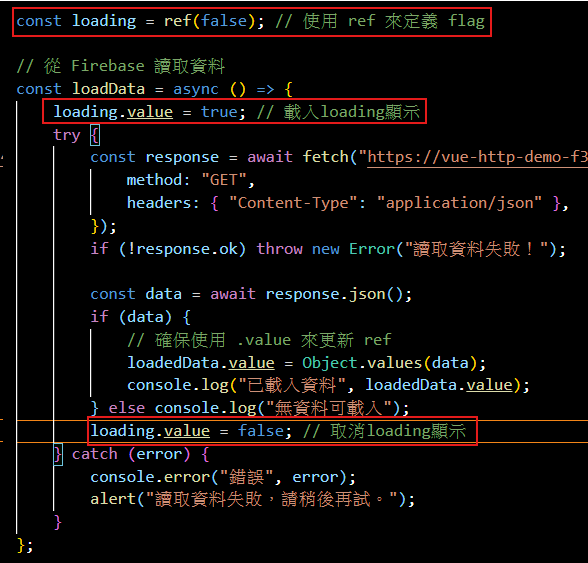 const loading = ref(false); // 使用 ref 來定義 flag
// 從 Firebase 讀取資料
const loadData = async () => {
loading.value = true; // 載入loading顯示
try {
const response = await fetch("https://vue-http-demo-f3
method: "GET",
headers: { "Content-Type": "application/json" },
});
if (!response.ok) throw new Error("讀取資料失敗！");
const data = await response.json();
if (data) {
// 確保使用 .value 來更新 ref
loadedData.value = Object.values(data);
console.log("已載入資料", loadedData.value);
} else console.log("無資料可載入");
loading.value = false; // 取消loading顯示
} catch (error) {
console.error("錯誤", error);
alert("讀取資料失敗，請稍後再試。");
}
};